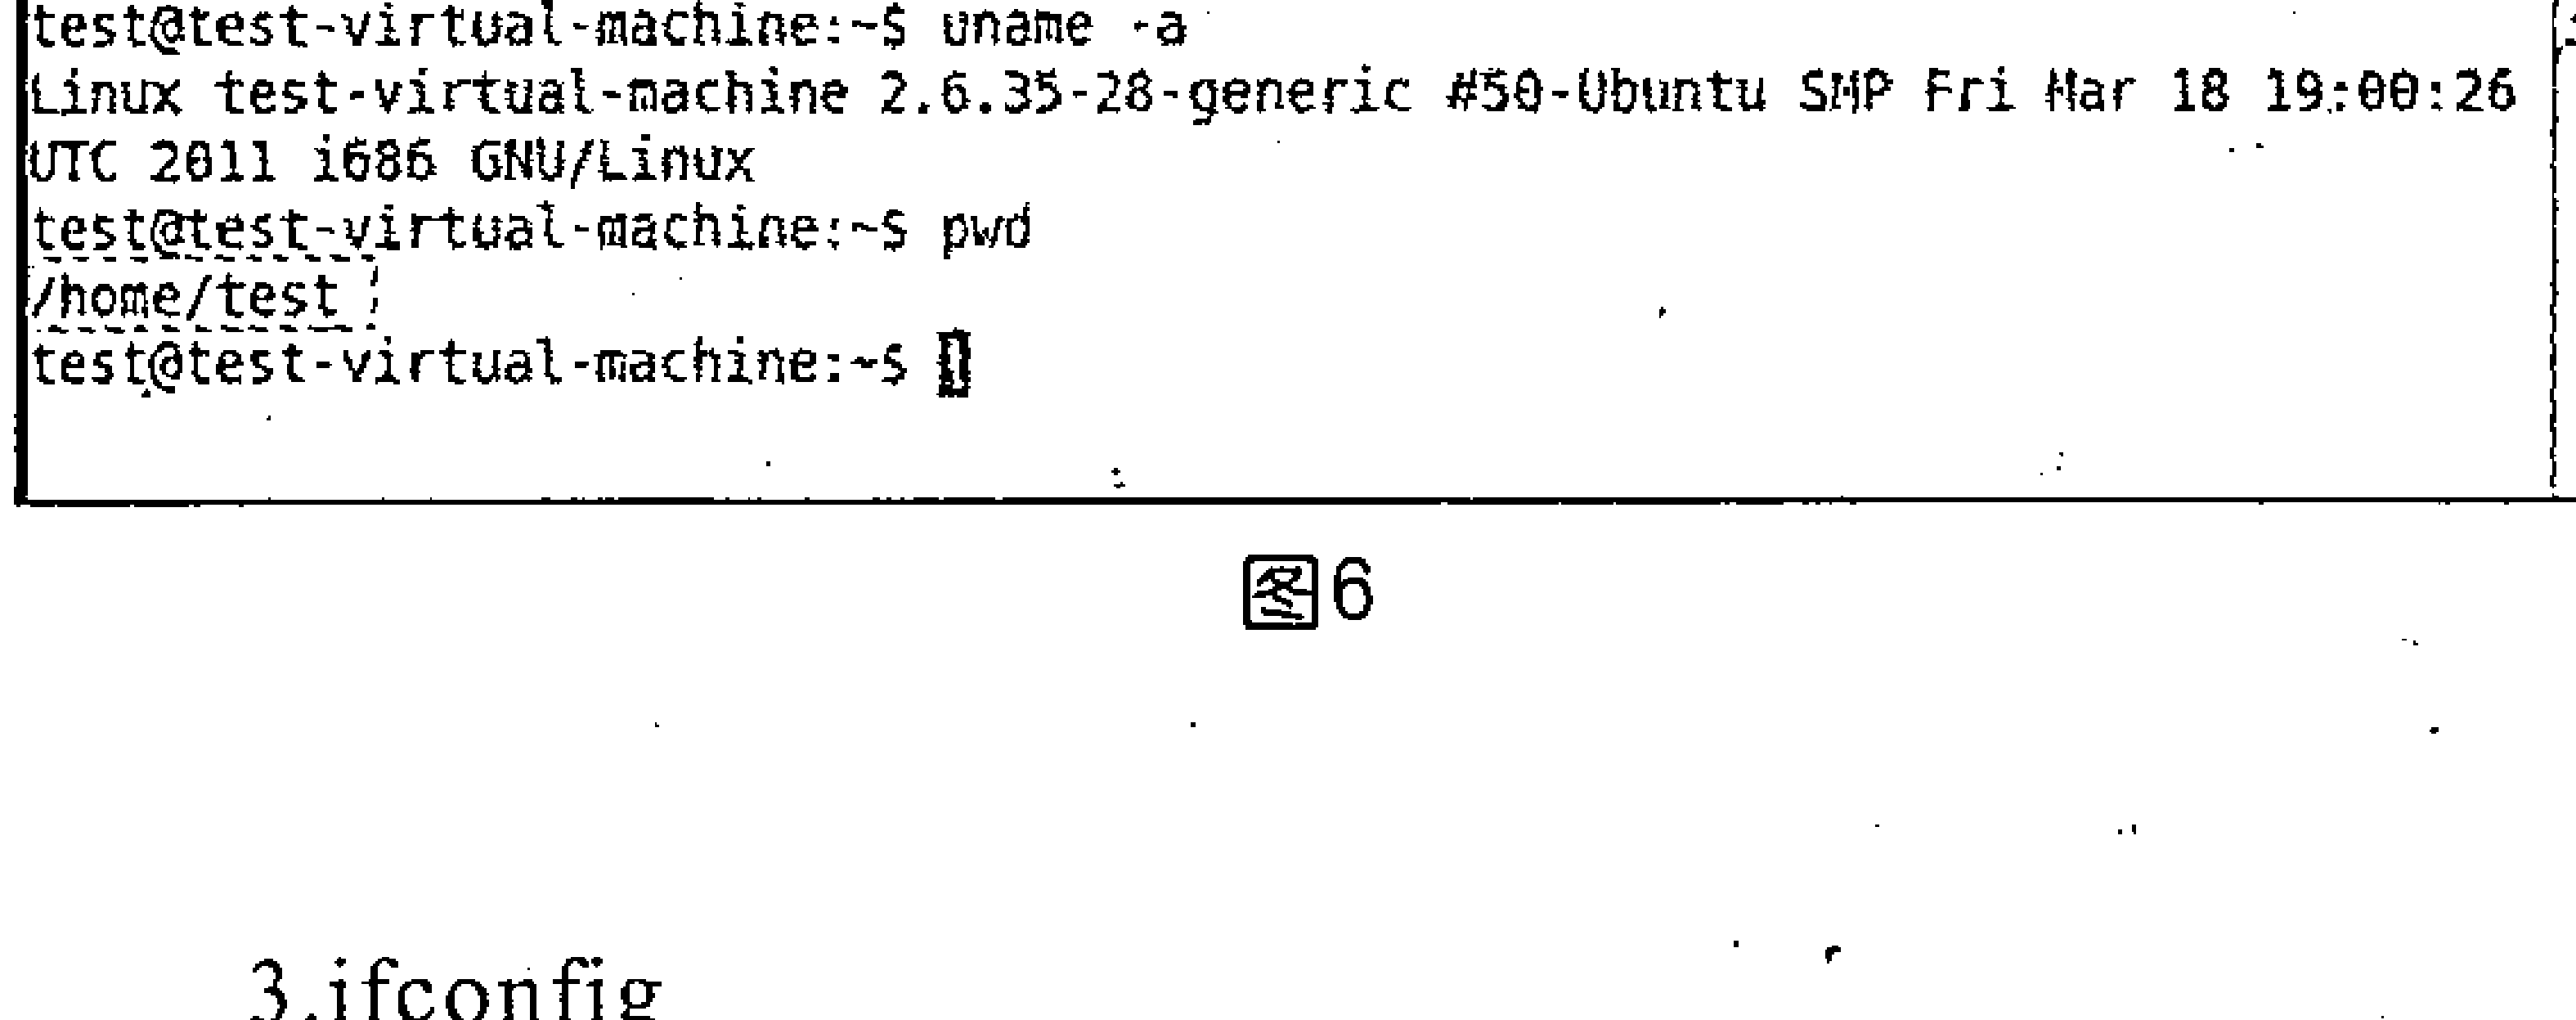 test@test-virtual-machine:~$ uname -a
Linux test-virtual-machine 2.6.35-28-generic #50-Ubuntu SMP Fri Mar 18 19:00:26
UTC 2011 i686 GNU/Linux
test@test-virtual-machine:~$ pwd
/home/test
test@test-virtual-machine:~$
图6
3.ifconfig